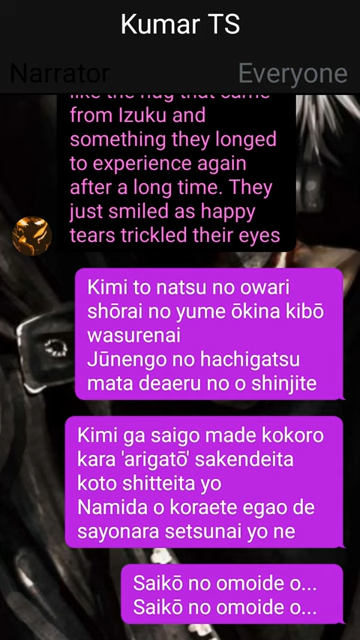 Kumar TS
Narrator
Everyone
like the hug that came
from Izuku and
something they longed
to experience again
after a long time. They
just smiled as happy
tears trickled their eyes
Kimi to natsu no owari
shōrai no yume ōkina kibō
wasurenai
Jūnengo no hachigatsu
mata deaeru no o shinjite
Kimi ga saigo made kokoro
kara 'arigatō' sakendeita
koto shitteita yo
Namida o koraete egao de
sayonara setsunai yo ne
Saikō no omoide o...
Saikō no omoide o...